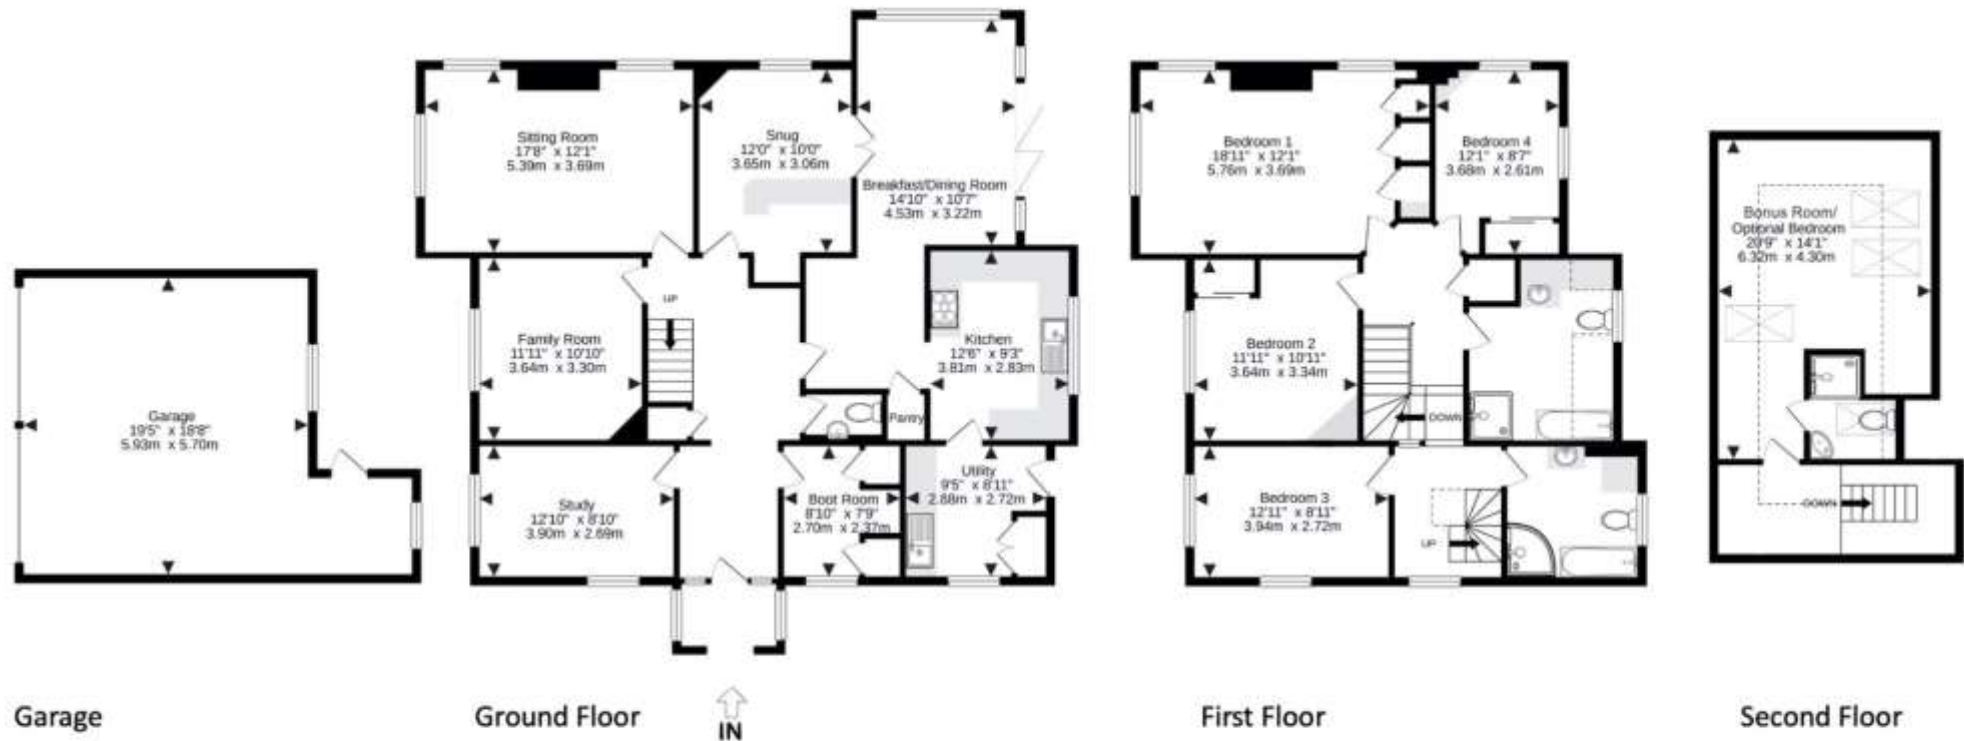 Garage
19'5" x 18'8"
5.93m x 5.70m
Garage
Sitting Room
17'8" x 12'1"
5.39m x 3.69m
Snug
12'0" x 10'0"
3.65m x 3.06m
Breakfast/Dining Room
14'10" x 10'7"
4.53m x 3.22m
UP
Family Room
11'11" x 10'10"
3.64m x 3.30m
Kitchen
12'6" x 9'3"
3.81m x 2.83m
Pantry
Study
12'10" x 8'10"
3.90m x 2.69m
Boot Room
8'10" x 7'9"
2.70m x 2.37m
Utility
9'5" x 8'11"
2.88m x 2.72m
Ground Floor
IN
Bedroom 1
18'11" x 12'1"
5.76m x 3.69m
Bedroom 4
12'1" x 8'7"
3.68m x 2.61m
Bedroom 2
11'11" x 10'11"
3.64m x 3.34m
DOWN
Bedroom 3
12'11" x 8'11"
3.94m x 2.72m
UP
First Floor
Bonus Room/
Optional Bedroom
20'9" x 14'1"
6.32m x 4.30m
DOWN
Second Floor